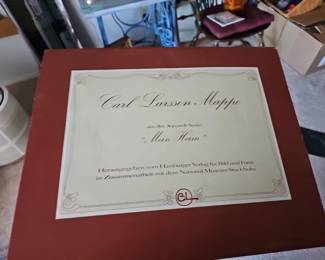 Carl Larsson Mappe
aus der Aquarell-Serie
"Mein Heim"
Herausgegeben vom Hamburger Verlag für Bild und Form
in Zusammenarbeit mit dem National Museum Stockholm
CL